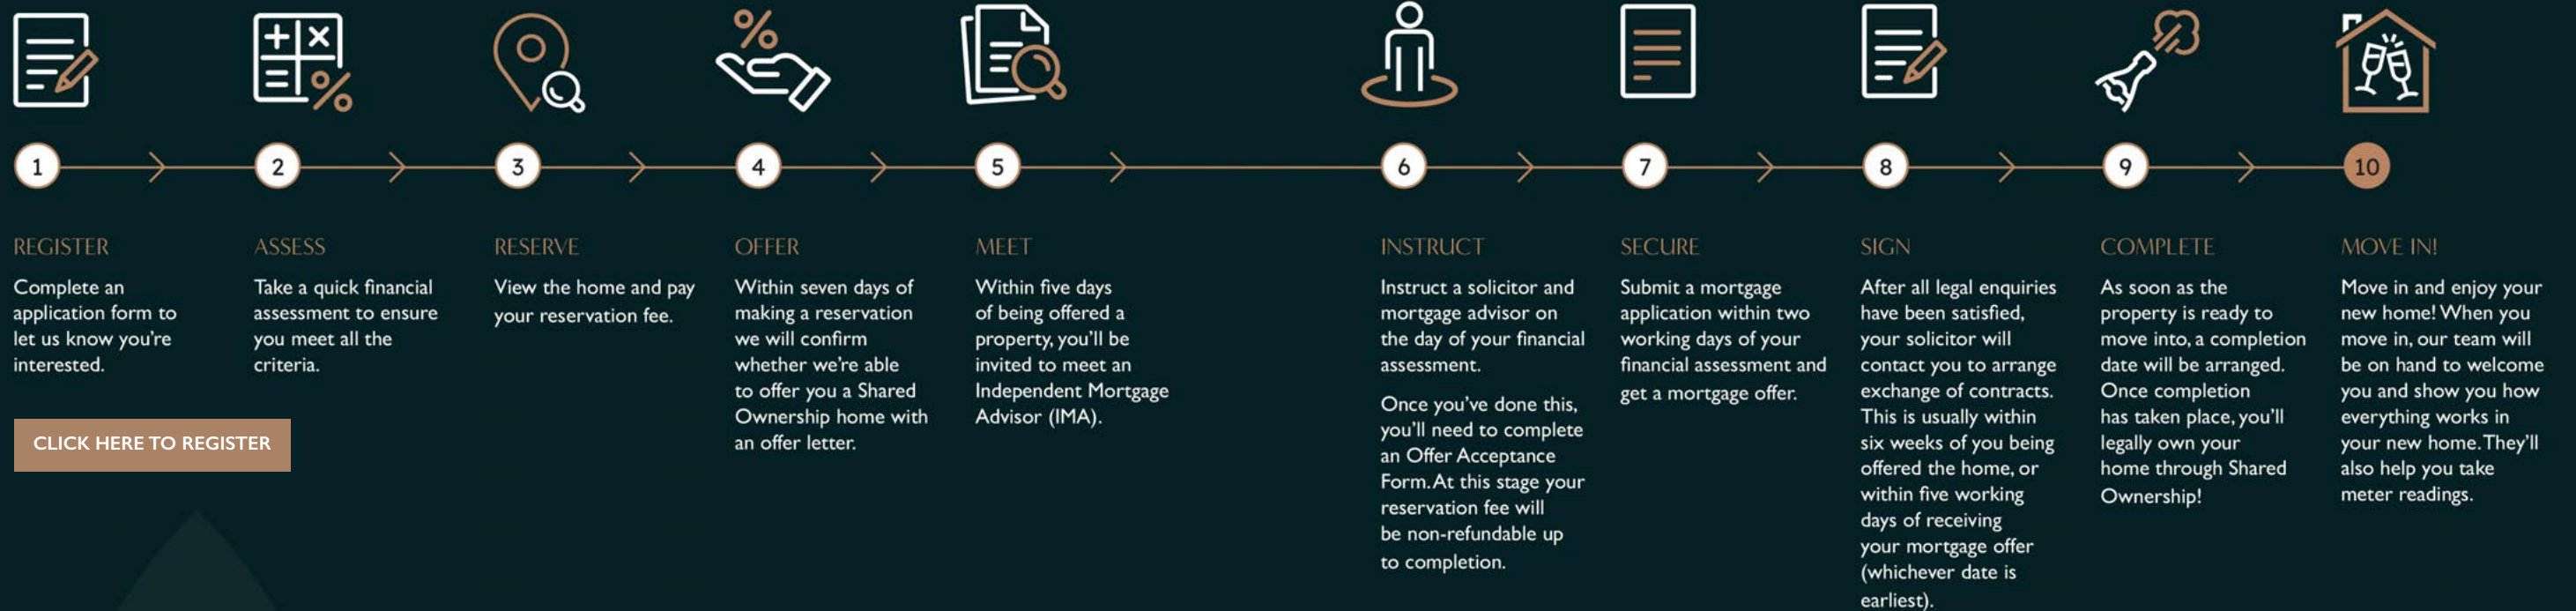 1
2
3
4
5
6
7
8
9
10
REGISTER
Complete an
application form to
let us know you're
interested.
CLICK HERE TO REGISTER
ASSESS
Take a quick financial
assessment to ensure
you meet all the
criteria.
RESERVE
View the home and pay
your reservation fee.
OFFER
Within seven days of
making a reservation
we will confirm
whether we're able
to offer you a Shared
Ownership home with
an offer letter.
MEET
Within five days
of being offered a
property, you'll be
invited to meet an
Independent Mortgage
Advisor (IMA).
INSTRUCT
Instruct a solicitor and
mortgage advisor on
the day of your financial
assessment.
Once you've done this,
you'll need to complete
an Offer Acceptance
Form. At this stage your
reservation fee will
be non-refundable up
to completion.
SECURE
Submit a mortgage
application within two
working days of your
financial assessment and
get a mortgage offer.
SIGN
After all legal enquiries
have been satisfied,
your solicitor will
contact you to arrange
exchange of contracts.
This is usually within
six weeks of you being
offered the home, or
within five working
days of receiving
your mortgage offer
(whichever date is
earliest).
COMPLETE
As soon as the
property is ready to
move into, a completion
date will be arranged.
Once completion
has taken place, you'll
legally own your
home through Shared
Ownership!
MOVE IN!
Move in and enjoy your
new home! When you
move in, our team will
be on hand to welcome
you and show you how
everything works in
your new home. They'll
also help you take
meter readings.